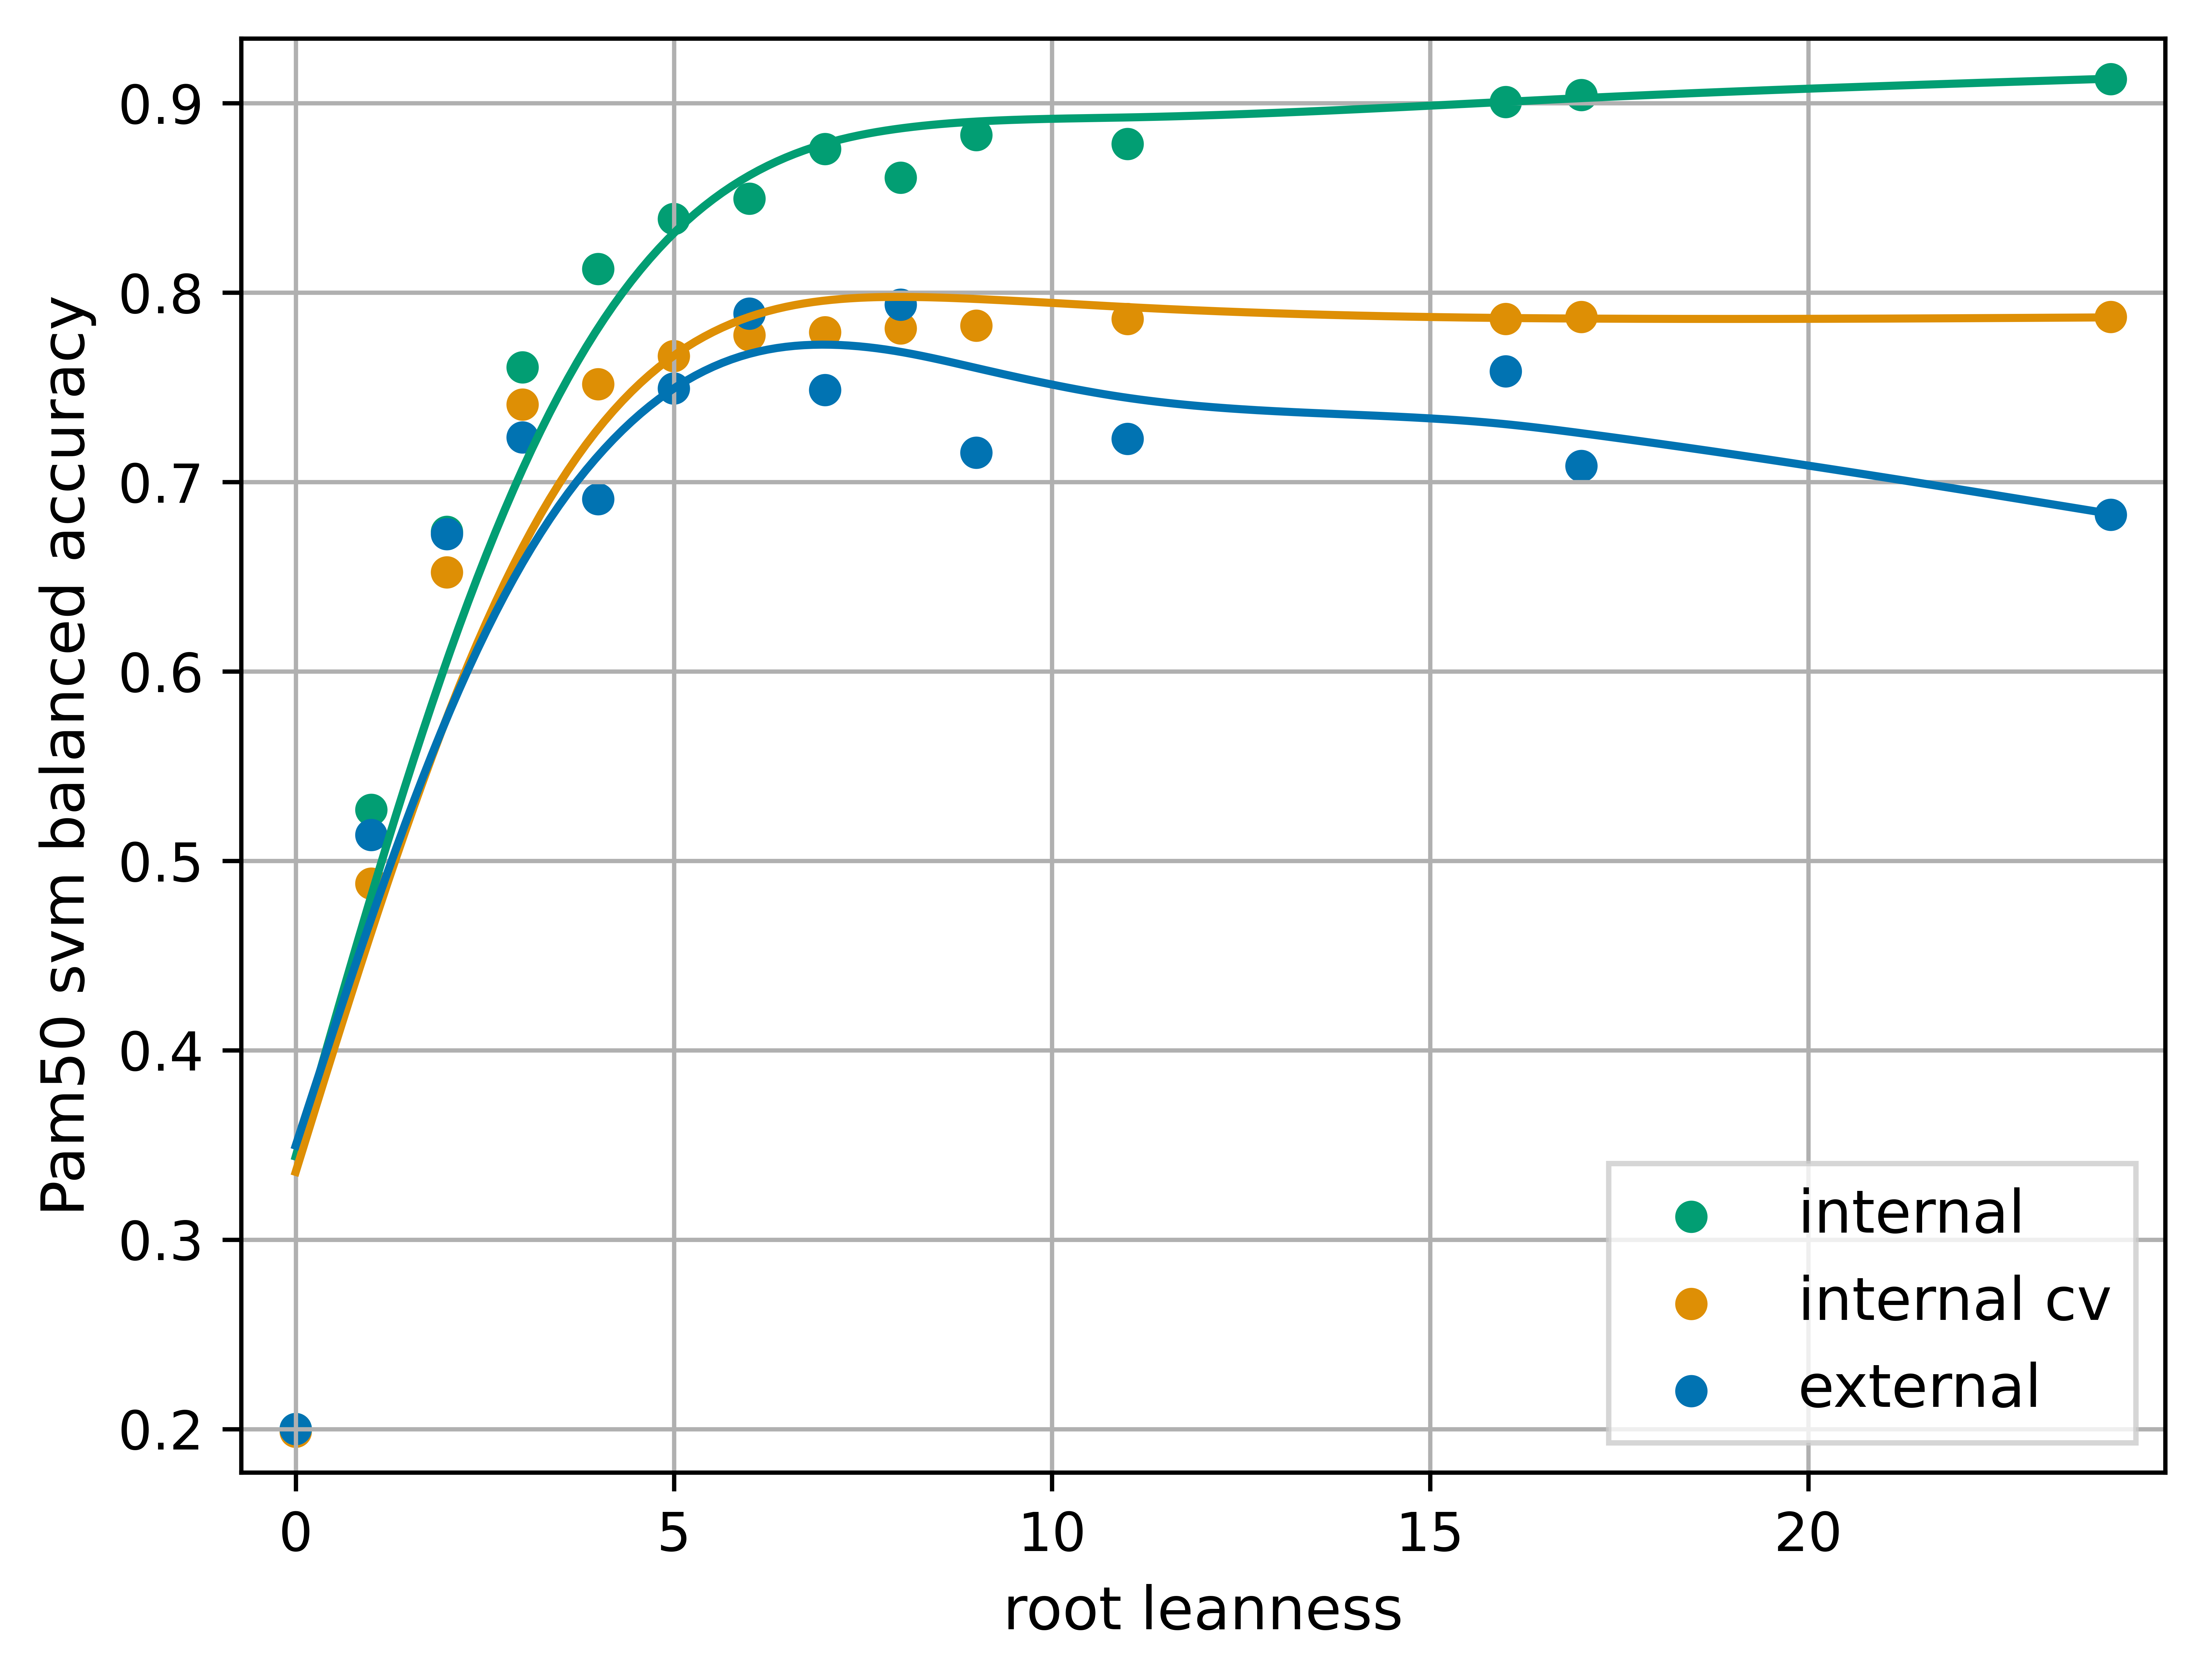 Pam50 svm balanced accuracy
0.9
0.8
0.7
0.6
0.5
0.4
0.3
0.2
0 5 10 15 20
root leanness
internal
internal cv
external